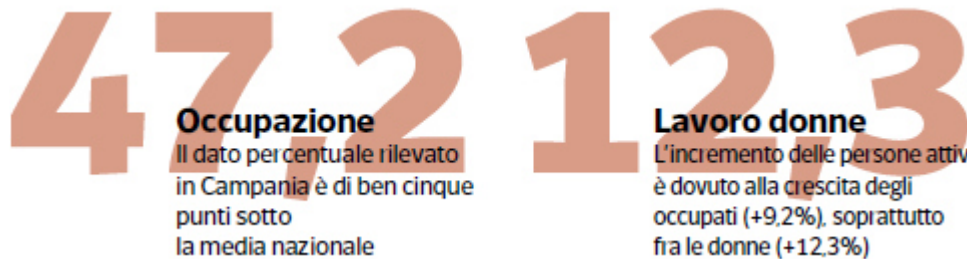 47,2
Occupazione
Il dato percentuale rilevato
in Campania è di ben cinque
punti sotto
la media nazionale
12,3
Lavoro donne
L'incremento delle persone attiv
è dovuto alla crescita degli
occupati (+9,2%), soprattutto
fra le donne (+12,3%)